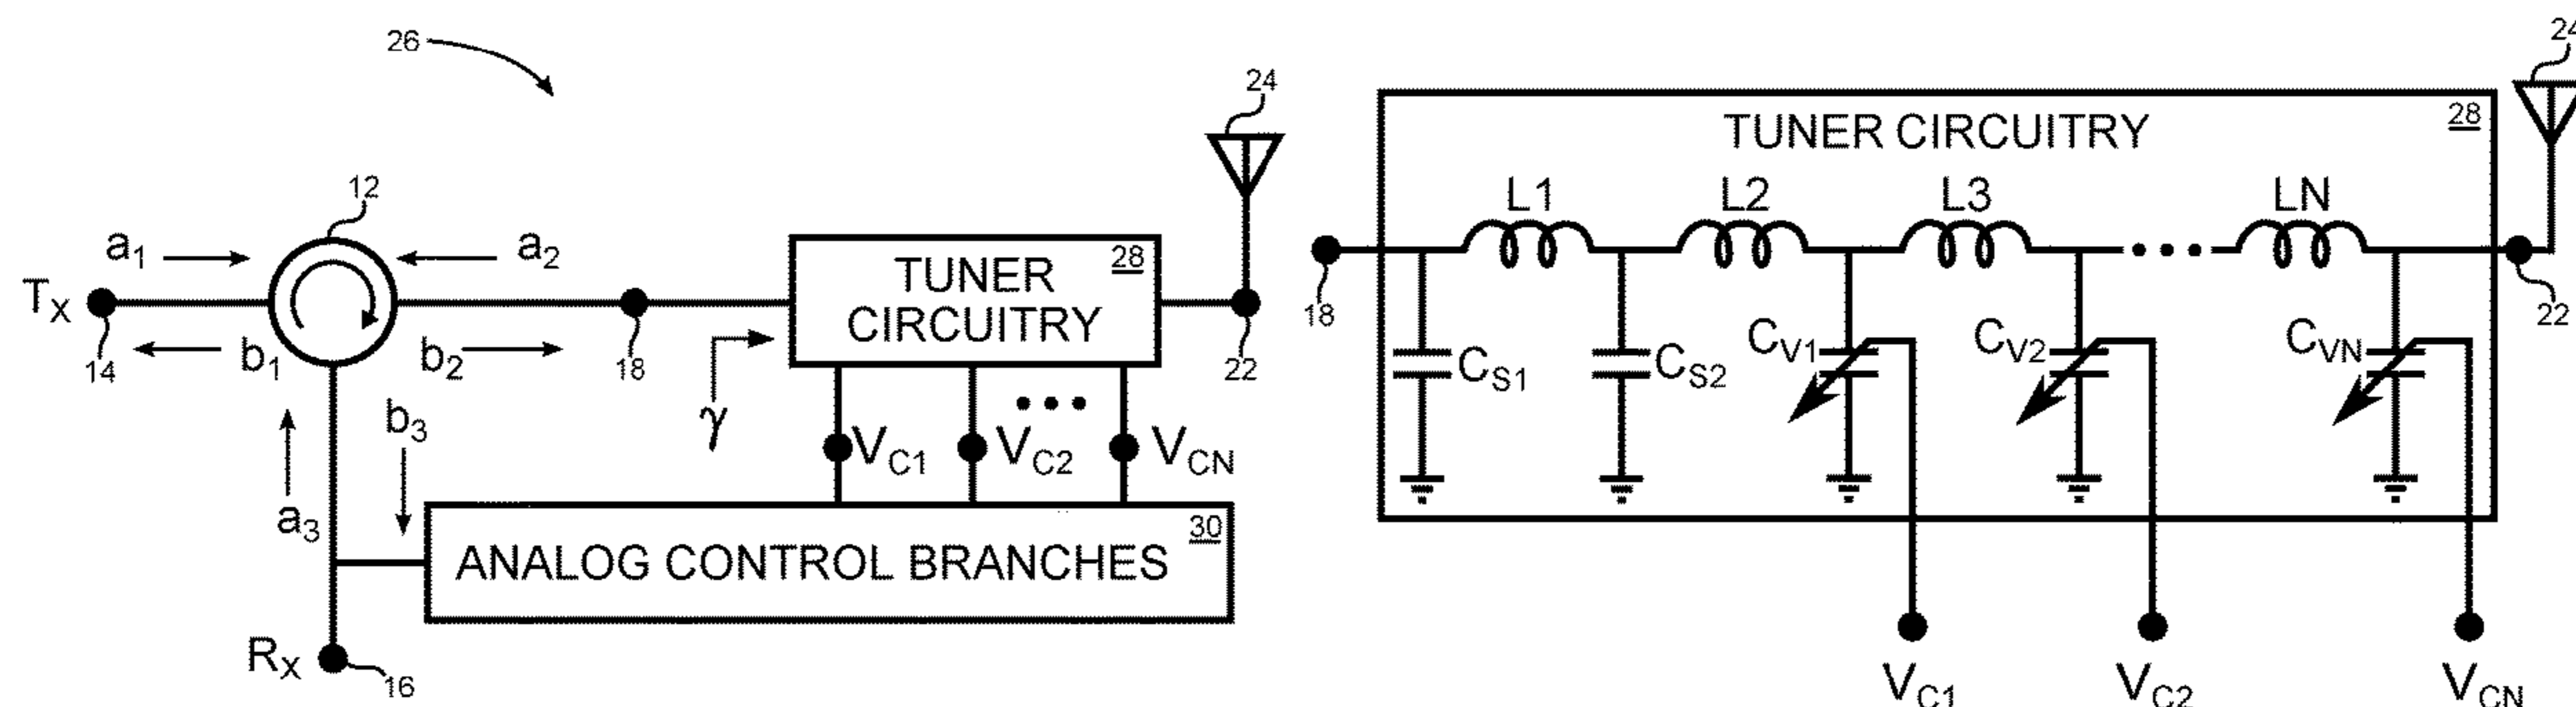 26
24
12
a1
a2
TX
14
b1
b2
18
TUNER
CIRCUITRY
28
22
γ
VC1
VC2
VCN
a3
b3
ANALOG CONTROL BRANCHES
30
RX
16
24
TUNER CIRCUITRY
28
L1
L2
L3
LN
18
22
CS1
CS2
CV1
CV2
CVN
VC1
VC2
VCN